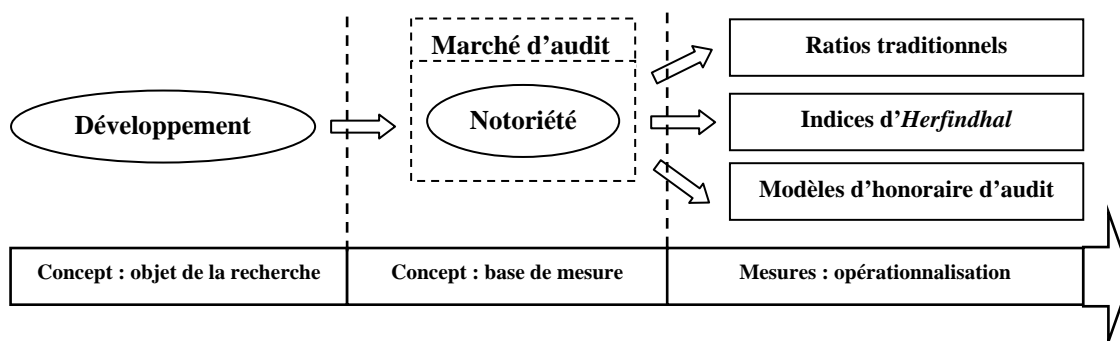 Marché d’audit
Ratios traditionnels
Développement
Notoriété
Indices d’Herfindhal
Modèles d’honoraire d’audit
Concept : objet de la recherche
Concept : base de mesure
Mesures : opérationnalisation